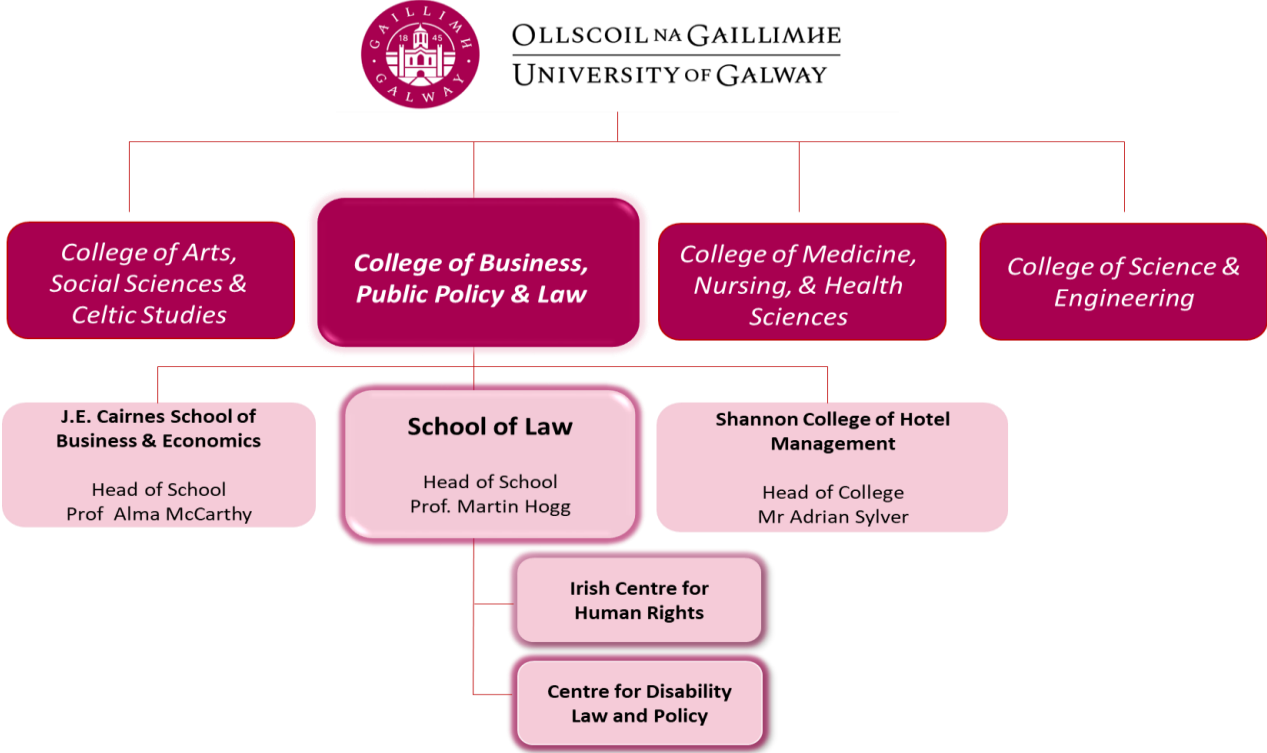 GAILLIMH
18 45
GALWAY
OLLSCOIL NA GAILLIMHE
UNIVERSITY OF GALWAY
College of Arts,
Social Sciences &
Celtic Studies
College of Business,
Public Policy & Law
College of Medicine,
Nursing, & Health
Sciences
College of Science &
Engineering
J.E. Cairnes School of
Business & Economics
Head of School
Prof  Alma McCarthy
School of Law
Head of School
Prof. Martin Hogg
Shannon College of Hotel
Management
Head of College
Mr Adrian Sylver
Irish Centre for
Human Rights
Centre for Disability
Law and Policy